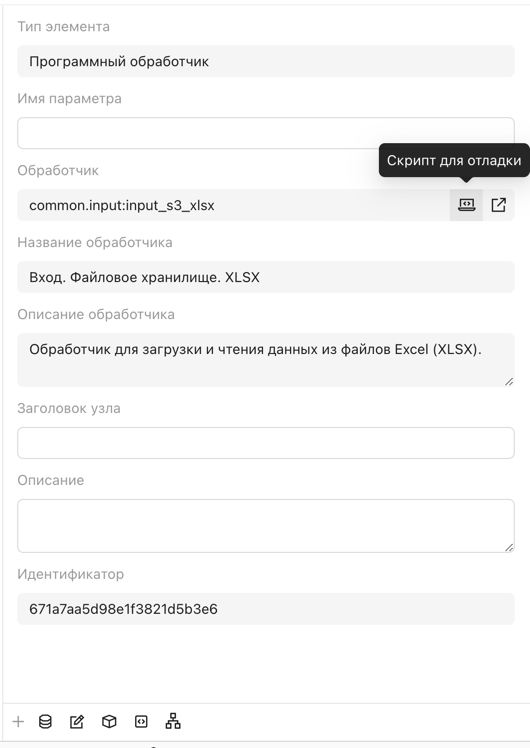 Тип элемента
Программный обработчик
Имя параметра
Скрипт для отладки
Обработчик
common.input:input_s3_xlsx
Название обработчика
Вход. Файловое хранилище. XLSX
Описание обработчика
Обработчик для загрузки и чтения данных из файлов Excel (XLSX).
Заголовок узла
Описание
Идентификатор
671a7aa5d98e1f3821d5b3e6